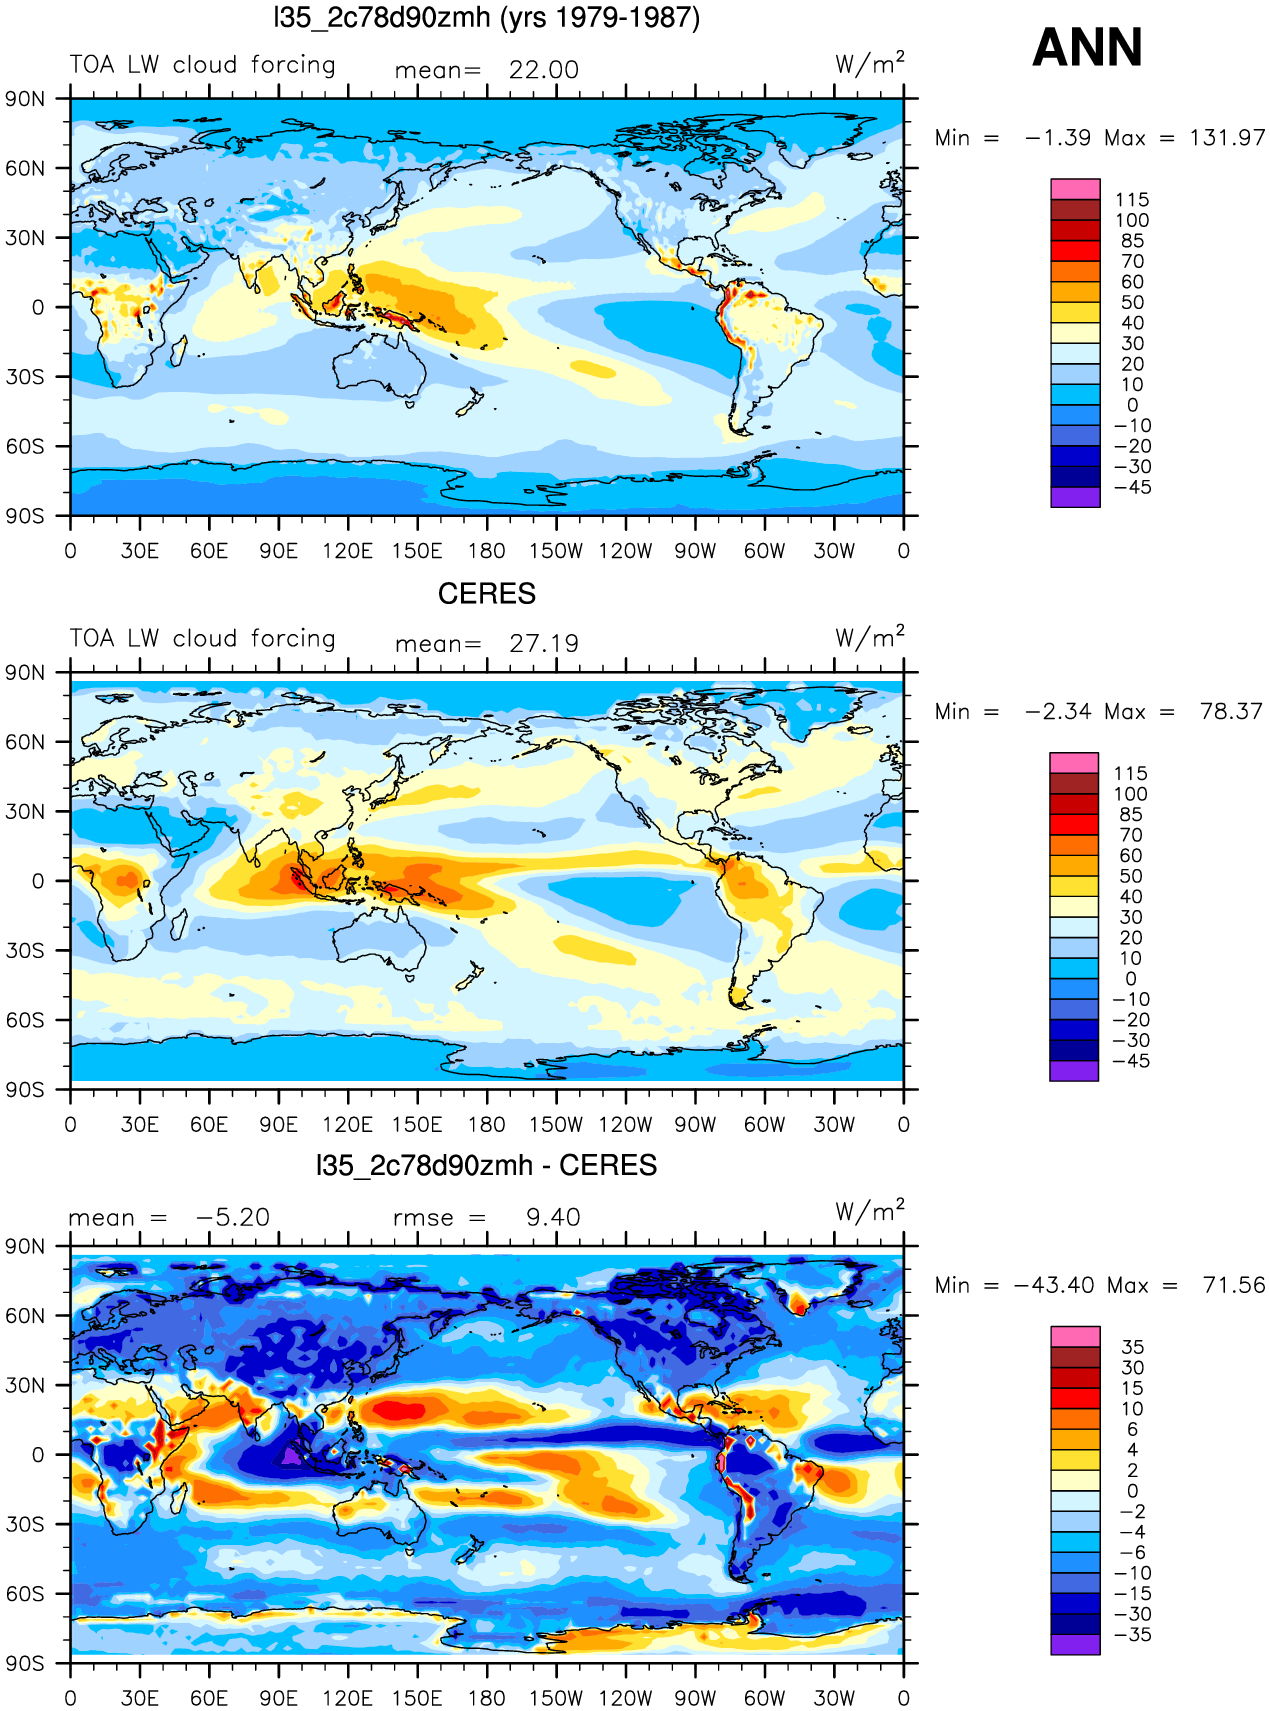 l35_2c78d90zmh (yrs 1979-1987)
ANN
TOA LW cloud forcing mean= 22.00 W/m²
Min = −1.39 Max = 131.97
90N
60N
30N
0
30S
60S
90S
0 30E 60E 90E 120E 150E 180 150W 120W 90W 60W 30W 0
115
100
85
70
60
50
40
30
20
10
0
−10
−20
−30
−45
CERES
TOA LW cloud forcing mean= 27.19 W/m²
Min = −2.34 Max = 78.37
90N
60N
30N
0
30S
60S
90S
0 30E 60E 90E 120E 150E 180 150W 120W 90W 60W 30W 0
115
100
85
70
60
50
40
30
20
10
0
−10
−20
−30
−45
l35_2c78d90zmh - CERES
mean = −5.20 rmse = 9.40 W/m²
Min = −43.40 Max = 71.56
90N
60N
30N
0
30S
60S
90S
0 30E 60E 90E 120E 150E 180 150W 120W 90W 60W 30W 0
35
30
15
10
6
4
2
0
−2
−4
−6
−10
−15
−30
−35